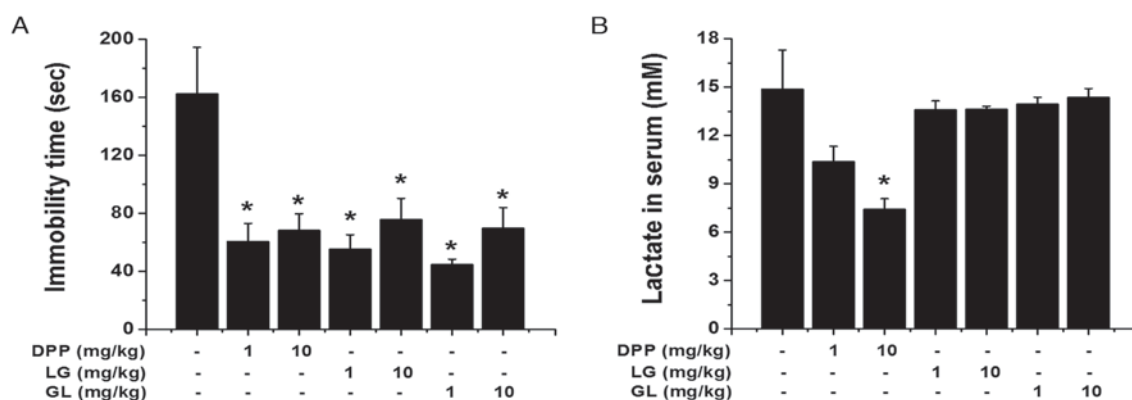 A
Immobility time (sec)
200
160
120
80
40
0
* * * * * *
DPP (mg/kg) - 1 10 - - - -
LG (mg/kg) - - - 1 10 - -
GL (mg/kg) - - - - - 1 10
B
Lactate in serum (mM)
18
15
12
9
6
3
0
*
DPP (mg/kg) - 1 10 - - - -
LG (mg/kg) - - - 1 10 - -
GL (mg/kg) - - - - - 1 10